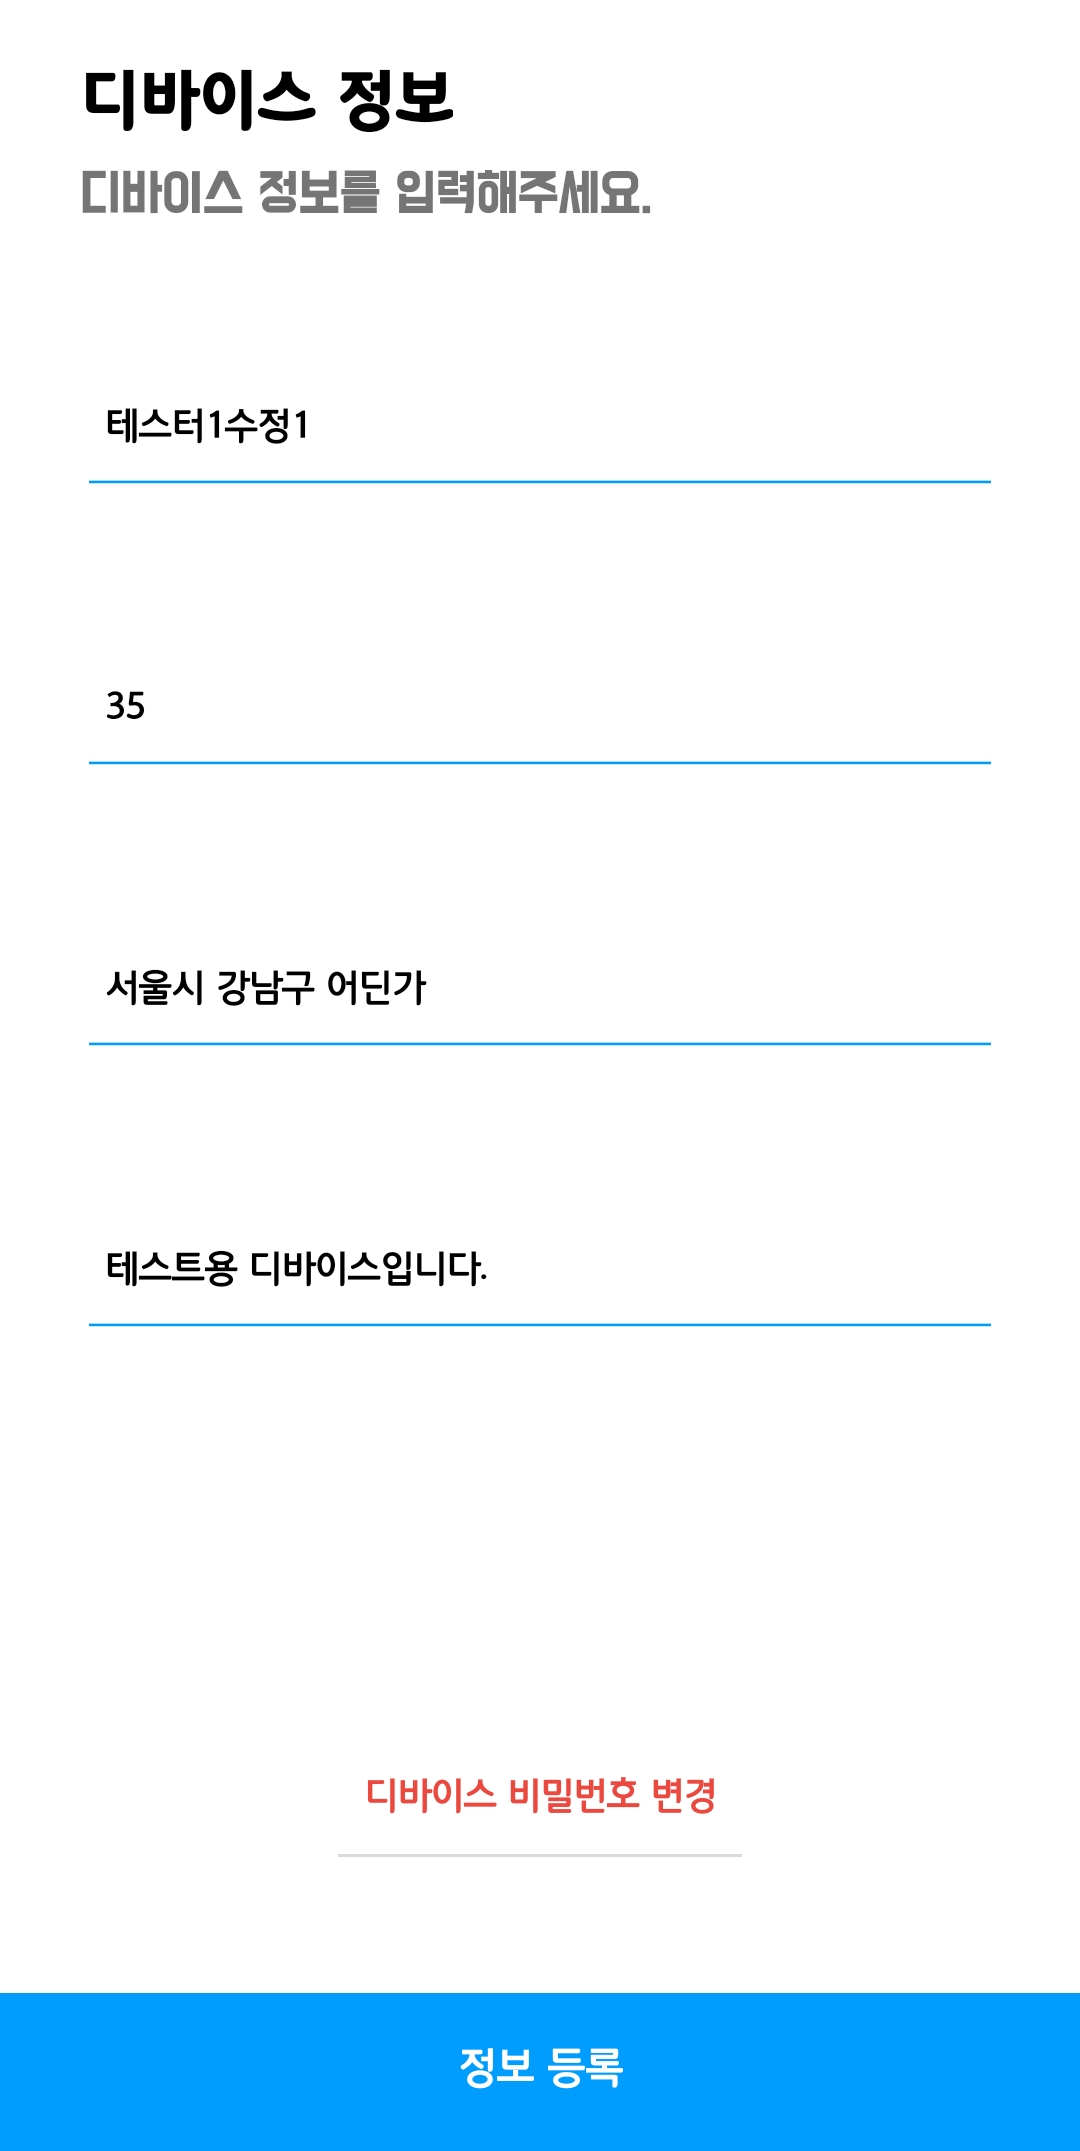 디바이스 정보
디바이스 정보를 입력해주세요.
테스터1수정1
35
서울시 강남구 어딘가
테스트용 디바이스입니다.
디바이스 비밀번호 변경
정보 등록